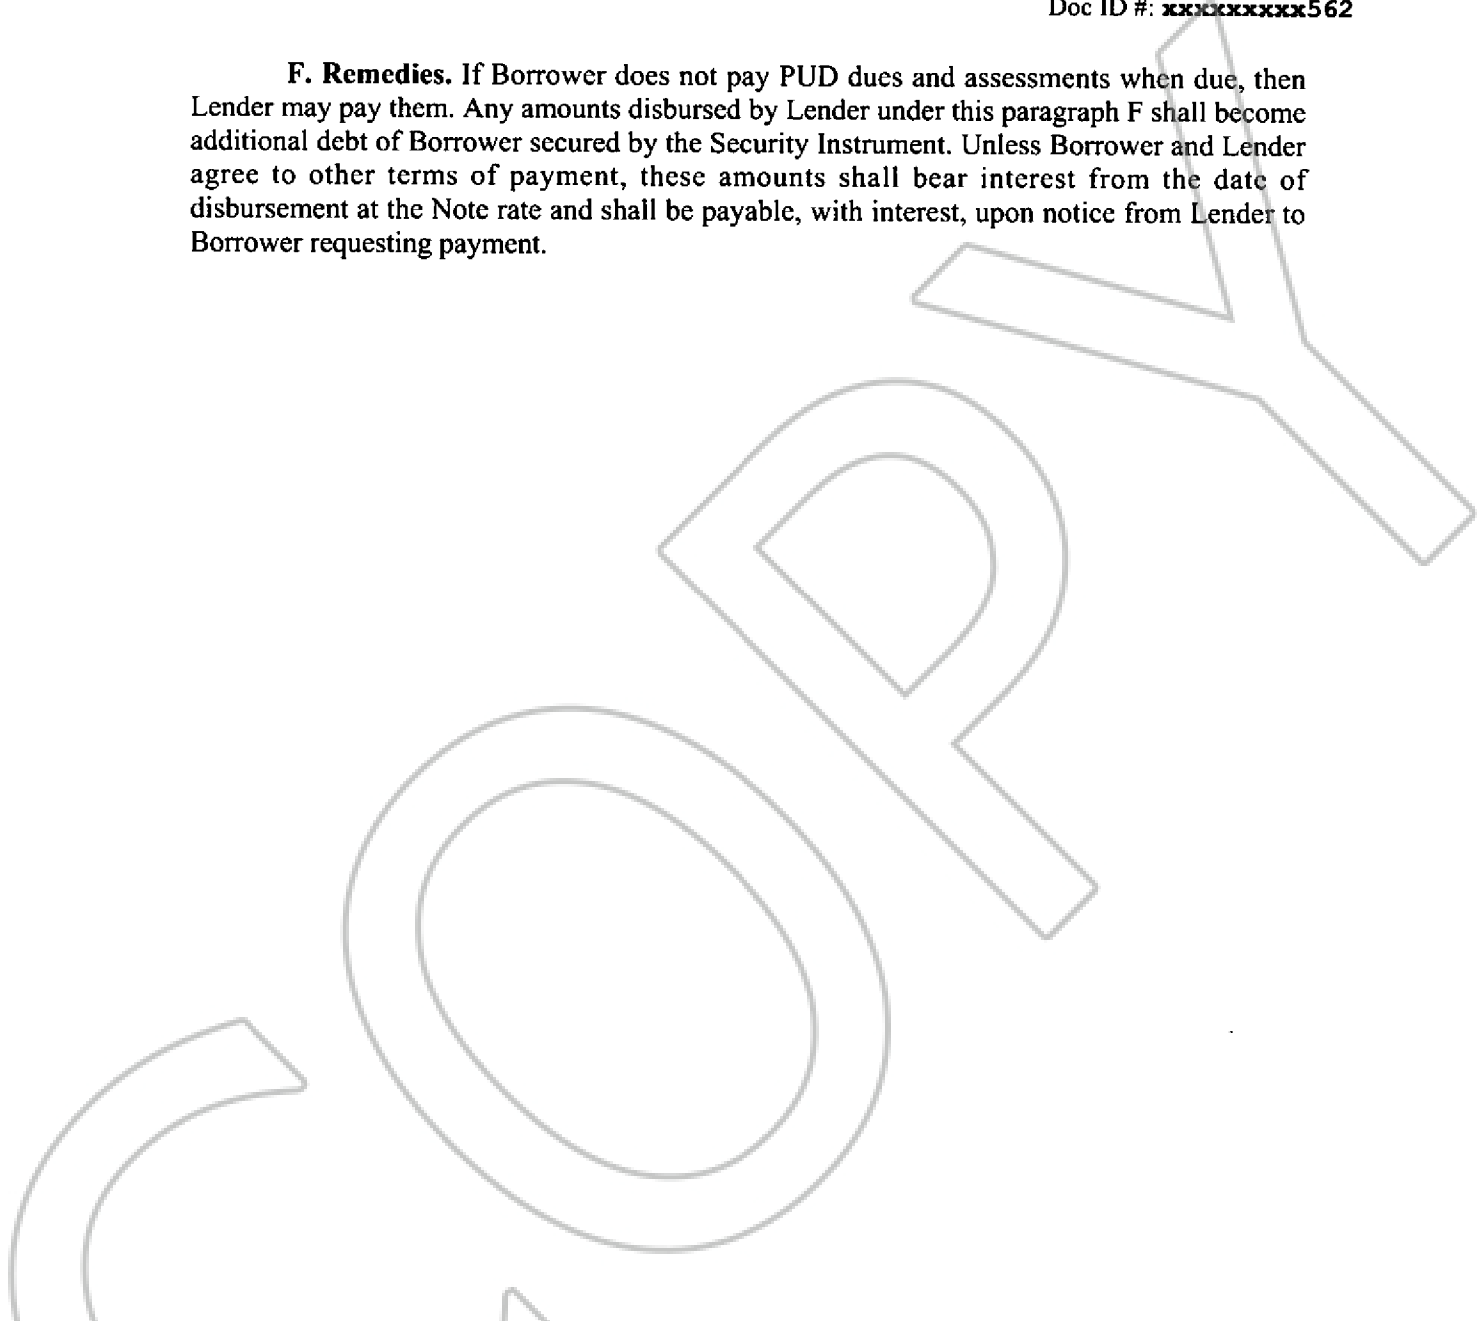 Doc ID #: xxxxxxxxx562
F. Remedies. If Borrower does not pay PUD dues and assessments when due, then
Lender may pay them. Any amounts disbursed by Lender under this paragraph F shall become
additional debt of Borrower secured by the Security Instrument. Unless Borrower and Lender
agree to other terms of payment, these amounts shall bear interest from the date of
disbursement at the Note rate and shall be payable, with interest, upon notice from Lender to
Borrower requesting payment.
COPY